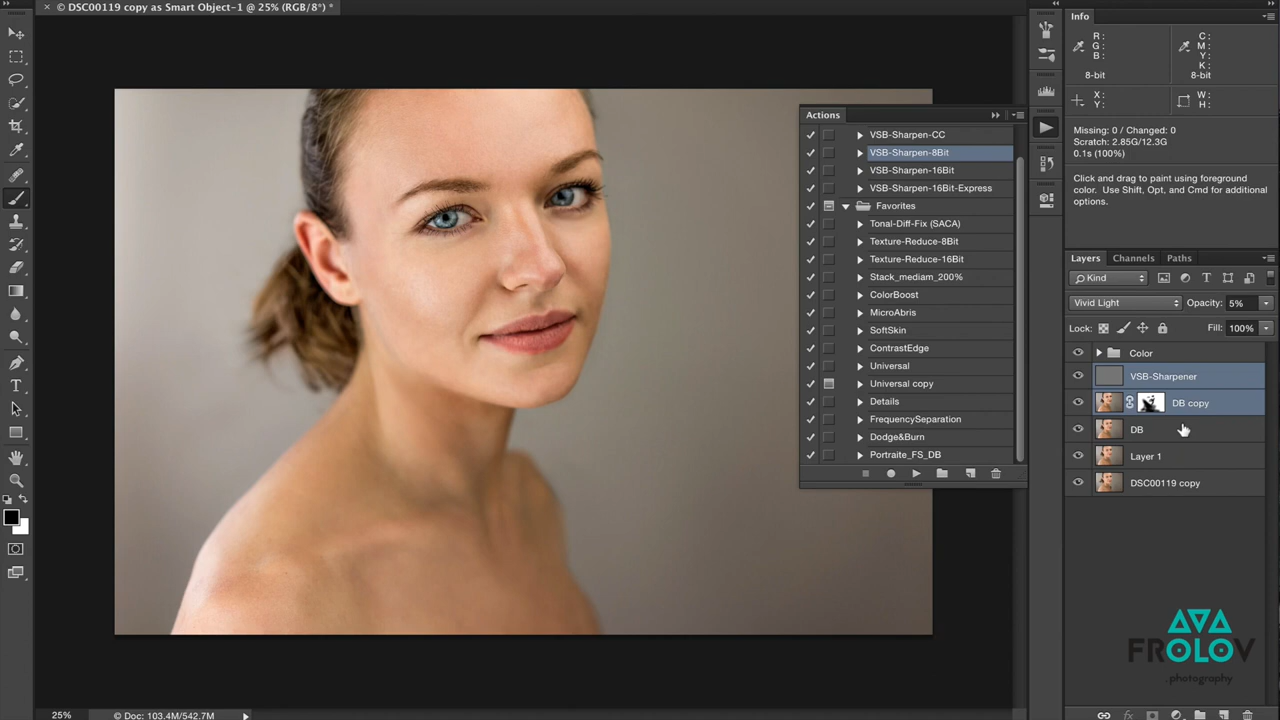 × © DSC00119 copy as Smart Object-1 @ 25% (RGB/8*) *
Actions
VSB-Sharpen-CC
VSB-Sharpen-8Bit
VSB-Sharpen-16Bit
VSB-Sharpen-16Bit-Express
Favorites
Tonal-Diff-Fix (SACA)
Texture-Reduce-8Bit
Texture-Reduce-16Bit
Stack_mediam_200%
ColorBoost
MicroAbris
SoftSkin
ContrastEdge
Universal
Universal copy
Details
FrequencySeparation
Dodge&Burn
Portraite_FS_DB
Info
R :
G :
B :
8-bit
C :
M :
Y :
K :
8-bit
X :
Y :
W :
H :
Missing: 0 / Changed: 0
Scratch: 2.85G/12.3G
0.1s (100%)
Click and drag to paint using foreground
color. Use Shift, Opt, and Cmd for additional
options.
Layers Channels Paths
Kind
Vivid Light Opacity: 5%
Lock: Fill: 100%
Color
VSB-Sharpener
DB copy
DB
Layer 1
DSC00119 copy
FROLOV
.photography
25% © Doc: 103.4M/542.7M